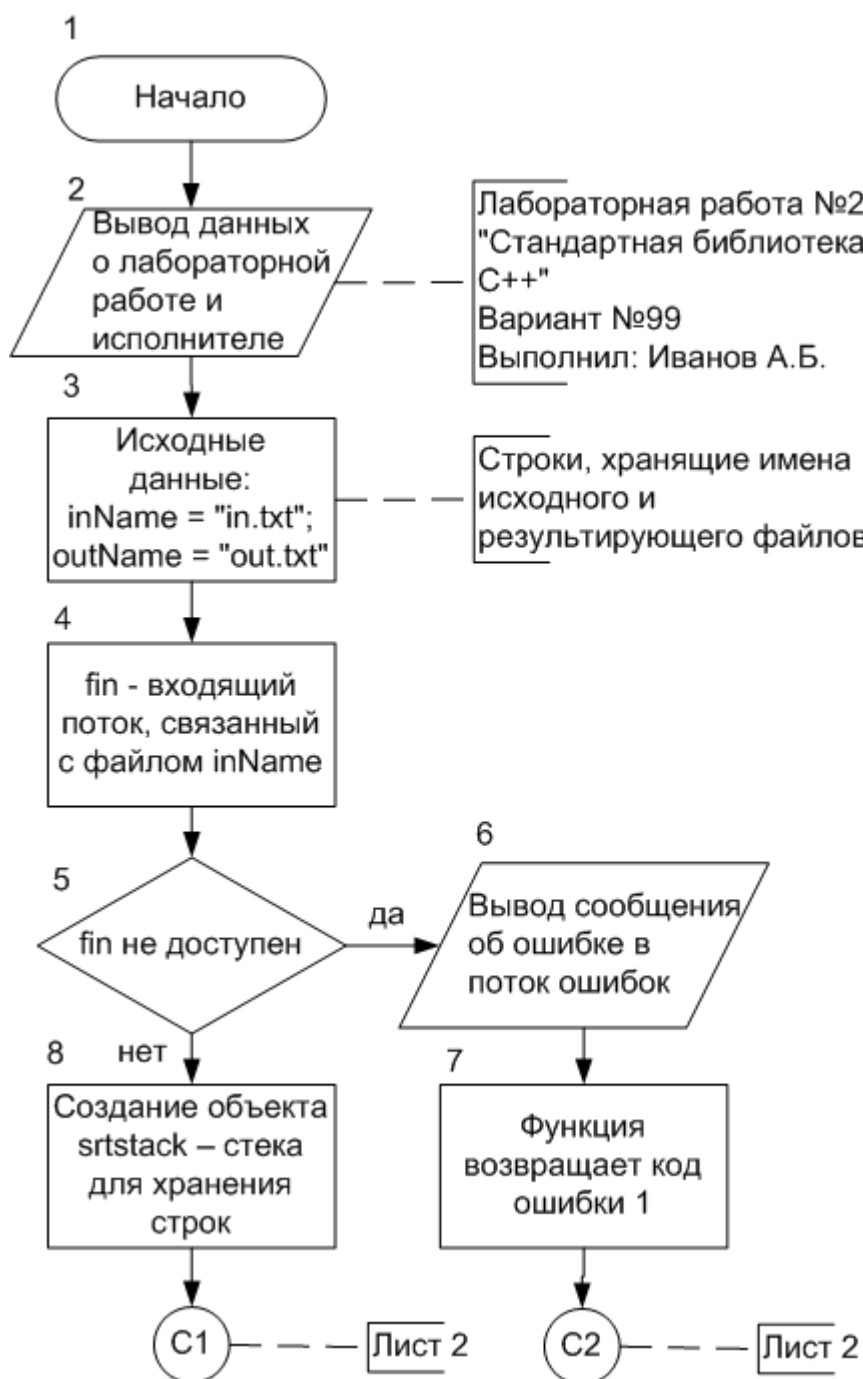 1
Начало
2
Вывод данных
о лабораторной
работе и
исполнителе
Лабораторная работа №2
"Стандартная библиотека
С++"
Вариант №99
Выполнил: Иванов А.Б.
3
Исходные
данные:
inName = "in.txt";
outName = "out.txt"
Строки, хранящие имена
исходного и
результирующего файлов
4
fin - входящий
поток, связанный
с файлом inName
5
fin не доступен
да
6
Вывод сообщения
об ошибке в
поток ошибок
нет
8
Создание объекта
srtstack – стека
для хранения
строк
7
Функция
возвращает код
ошибки 1
С1
Лист 2
С2
Лист 2